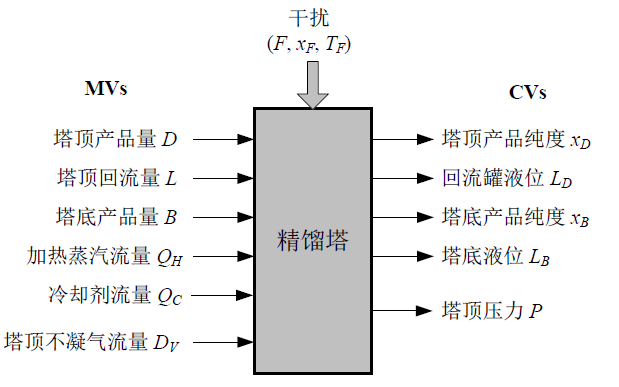 干扰
(F, x_F, T_F)
MVs
CVs
塔顶产品量 D
塔顶回流量 L
塔底产品量 B
加热蒸汽流量 Q_H
冷却剂流量 Q_C
塔顶不凝气流量 D_V
精馏塔
塔顶产品纯度 x_D
回流罐液位 L_D
塔底产品纯度 x_B
塔底液位 L_B
塔顶压力 P